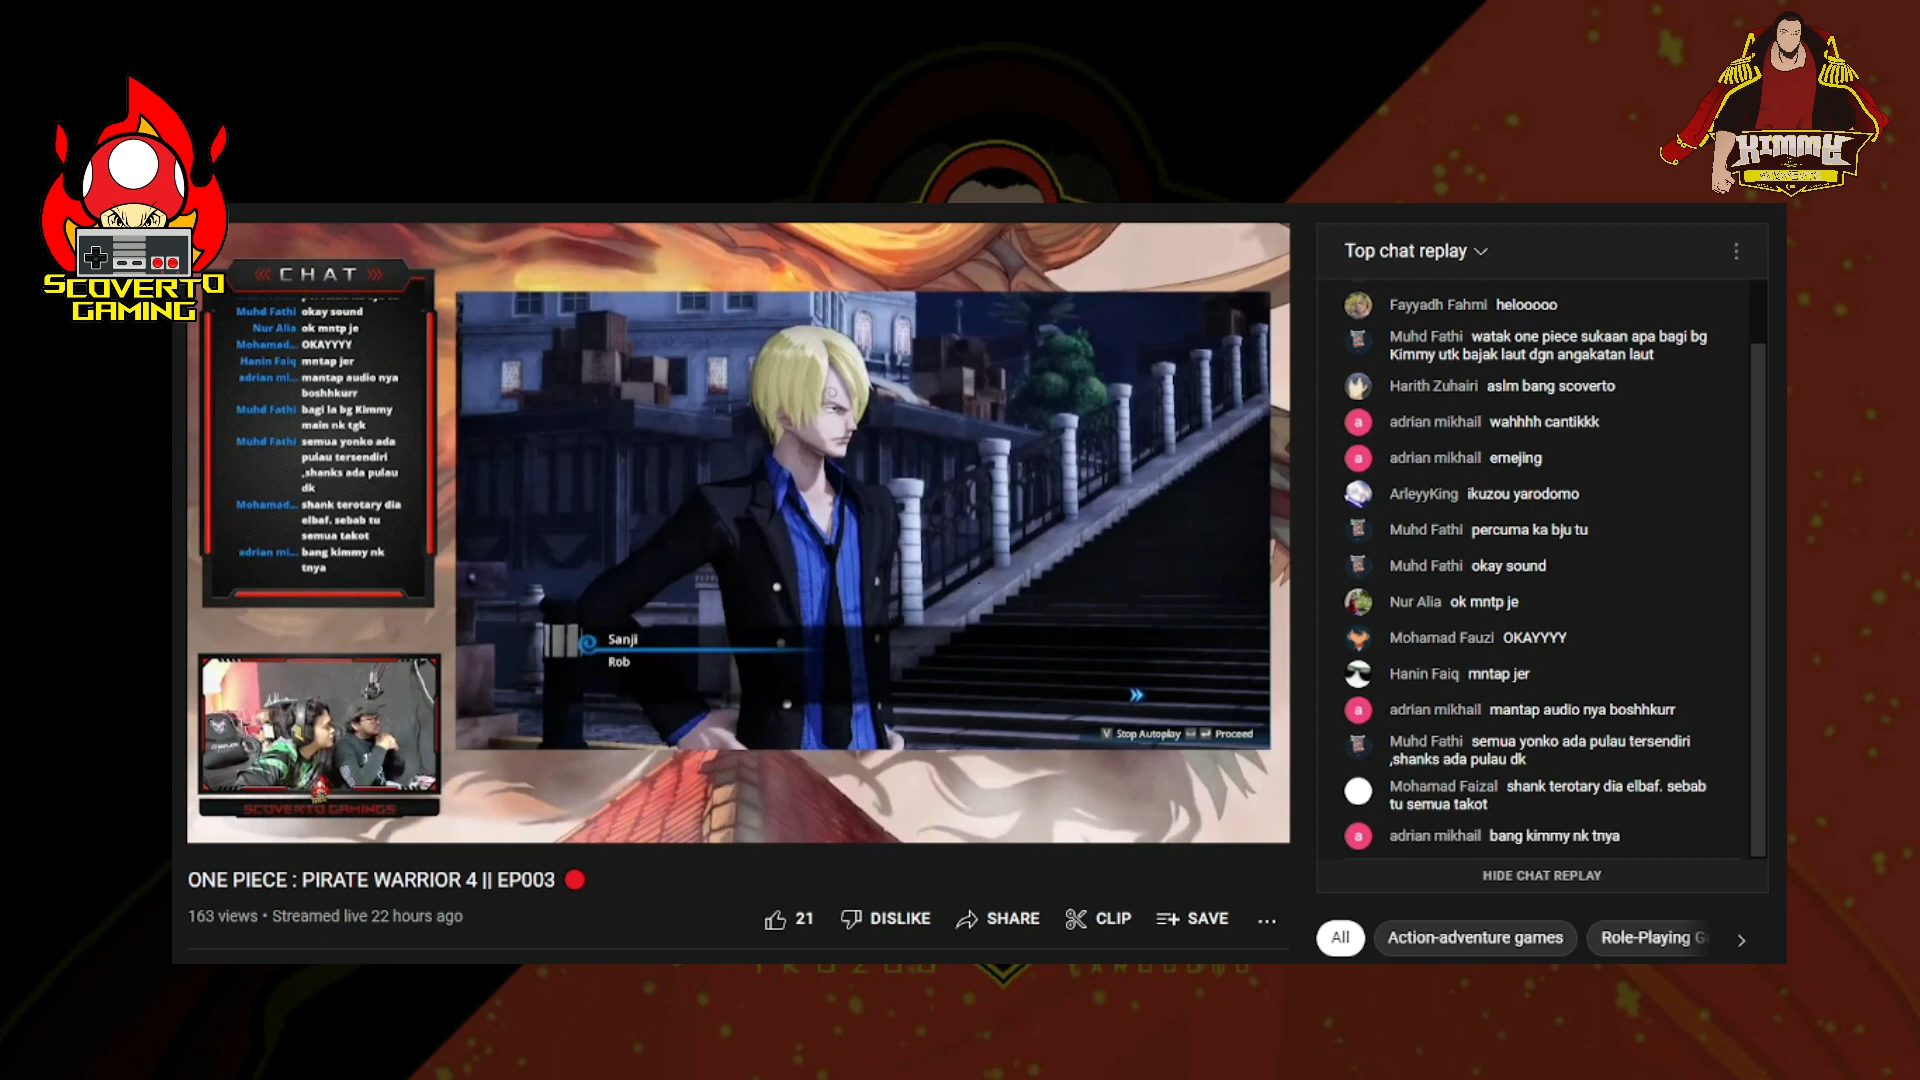 SCOVERTO
GAMING
KIMMY
CHAT
Muhd Fathi okay sound
Nur Alia ok mntp je
Mohamad... OKAYYYY
Hanin Faiq mntap jer
adrian mi... mantap audio nya
boshhkurr
Muhd Fathi bagi la bg Kimmy
main nk tgk
Muhd Fathi semua yonko ada
pulau tersendiri
,shanks ada pulau
dk
Mohamad... shank terotary dia
elbaf. sebab tu
semua takot
adrian mi... bang kimmy nk
tnya
SCOVERTO GAMINGS
Sanji
Rob
V Stop Autoplay
Proceed
Top chat replay
Fayyadh Fahmi helooooo
Muhd Fathi watak one piece sukaan apa bagi bg
Kimmy utk bajak laut dgn angakatan laut
Harith Zuhairi aslm bang scoverto
a adrian mikhail wahhhh cantikkk
a adrian mikhail emejing
ArleyyKing ikuzou yarodomo
Muhd Fathi percuma ka bju tu
Muhd Fathi okay sound
Nur Alia ok mntp je
Mohamad Fauzi OKAYYYY
Hanin Faiq mntap jer
a adrian mikhail mantap audio nya boshhkurr
Muhd Fathi semua yonko ada pulau tersendiri
,shanks ada pulau dk
Mohamad Faizal shank terotary dia elbaf. sebab
tu semua takot
a adrian mikhail bang kimmy nk tnya
HIDE CHAT REPLAY
ONE PIECE : PIRATE WARRIOR 4 || EP003
163 views • Streamed live 22 hours ago
21 DISLIKE SHARE CLIP SAVE ...
All Action-adventure games Role-Playing G